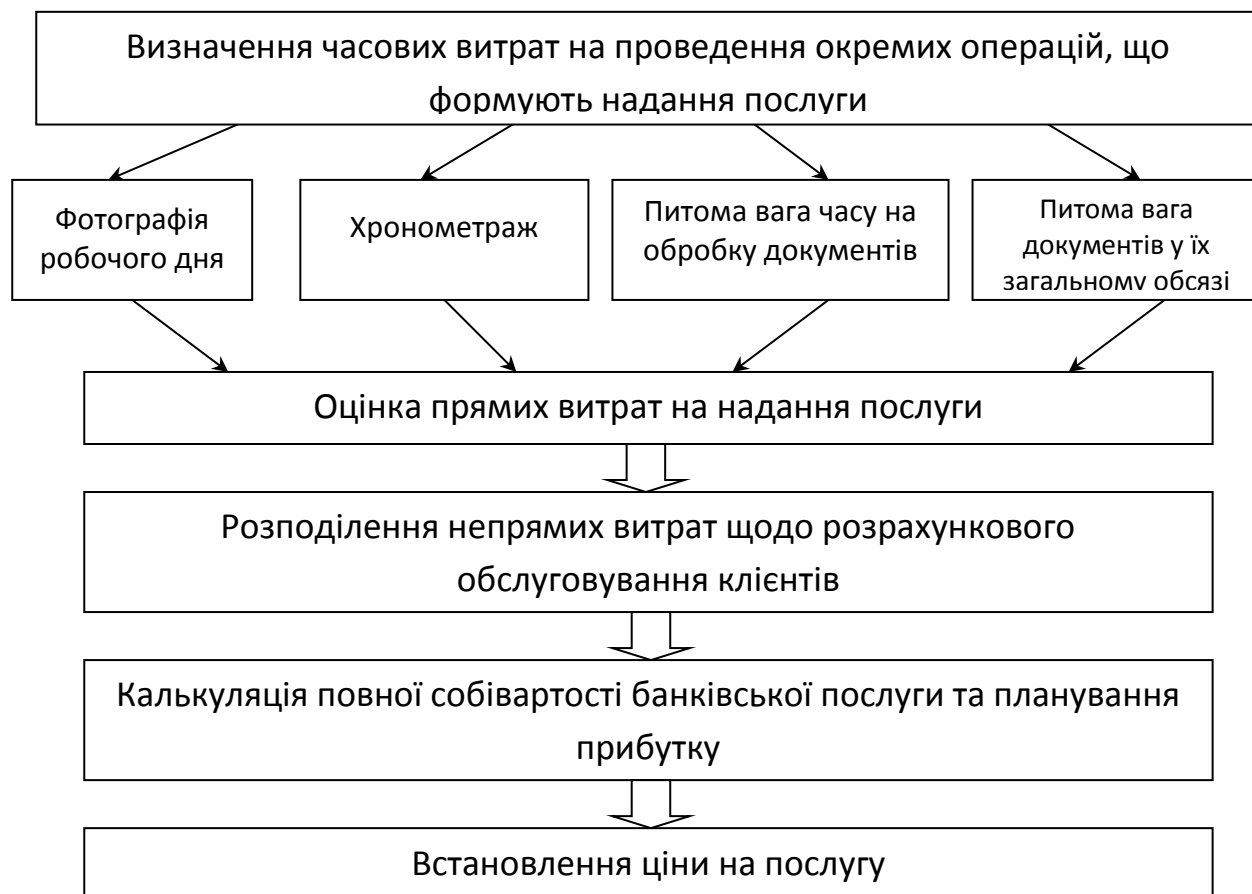 Визначення часових витрат на проведення окремих операцій, що
формують надання послуги
Фотографія
робочого дня
Хронометраж
Питома вага часу на
обробку документів
Питома вага
документів у їх
загальному обсязі
Оцінка прямих витрат на надання послуги
Розподілення непрямих витрат щодо розрахункового
обслуговування клієнтів
Калькуляція повної собівартості банківської послуги та планування
прибутку
Встановлення ціни на послугу